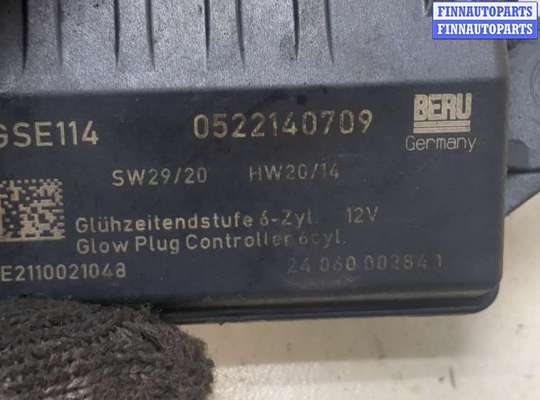 FINNAUTOPARTS
FINNAUTOPARTS
GSE114 0522140709 BERU
Germany
SW29/20 HW20/14
Glühzeitendstufe 6-Zyl. 12V
Glow Plug Controller 6cyl.
E2110021048 24 060 002840